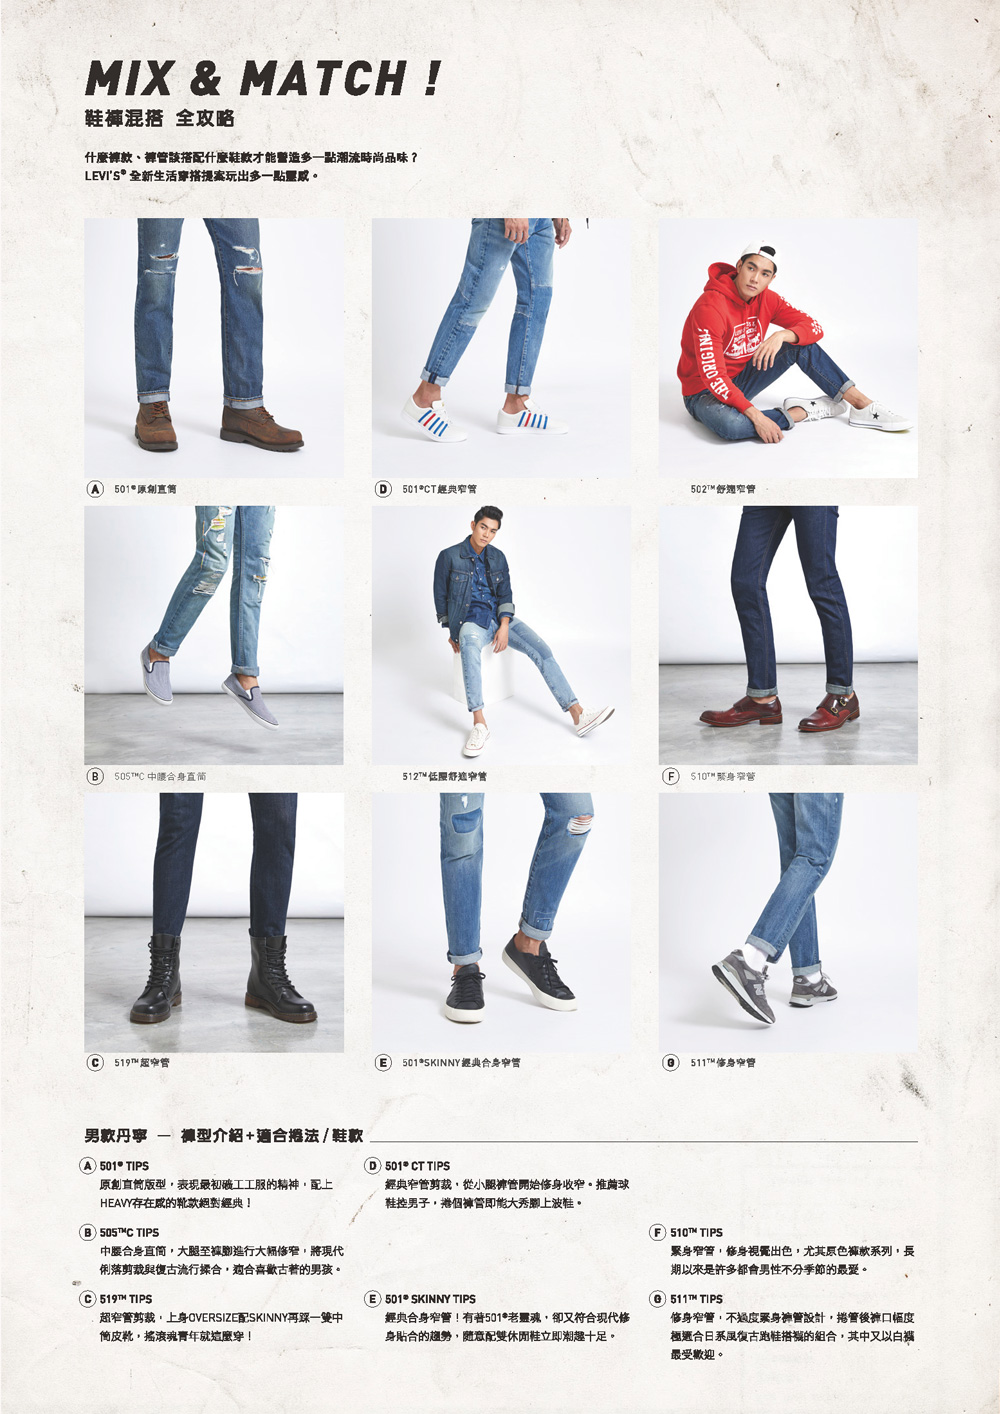 MIX & MATCH !
鞋褲混搭 全攻略
什麼褲款、褲管該搭配什麼鞋款才能營造多一點潮流時尚品味？
LEVI'S® 全新生活穿搭提案玩出多一點靈感。
THE ORIGINAL
A 501®原創直筒
D 501®CT經典窄管
502™舒適窄管
B 505™C 中腰合身直筒
512™低腰舒適窄管
F 510™緊身窄管
C 519™超窄管
E 501®SKINNY經典合身窄管
G 511™修身窄管
男款丹寧 — 褲型介紹+適合捲法/鞋款
A 501® TIPS
原創直筒版型，表現最初礦工工服的精神，配上
HEAVY存在感的靴款絕對經典！
D 501® CT TIPS
經典窄管剪裁，從小腿褲管開始修身收窄。推薦球
鞋控男子，捲個褲管即能大秀腳上波鞋。
B 505™C TIPS
中腰合身直筒，大腿至褲腳進行大幅修窄，將現代
俐落剪裁與復古流行揉合，適合喜歡古著的男孩。
F 510™ TIPS
緊身窄管，修身視覺出色，尤其原色褲款系列，長
期以來是許多都會男性不分季節的最愛。
C 519™ TIPS
超窄管剪裁，上身OVERSIZE配SKINNY再踩一雙中
筒皮靴，搖滾魂青年就這麼穿！
E 501® SKINNY TIPS
經典合身窄管！有著501®老靈魂，卻又符合現代修
身貼合的趨勢，隨意配雙休閒鞋立即潮趣十足。
G 511™ TIPS
修身窄管，不過度緊身褲管設計，捲管後褲口幅度
極適合日系風復古跑鞋搭襪的組合，其中又以白襪
最受歡迎。